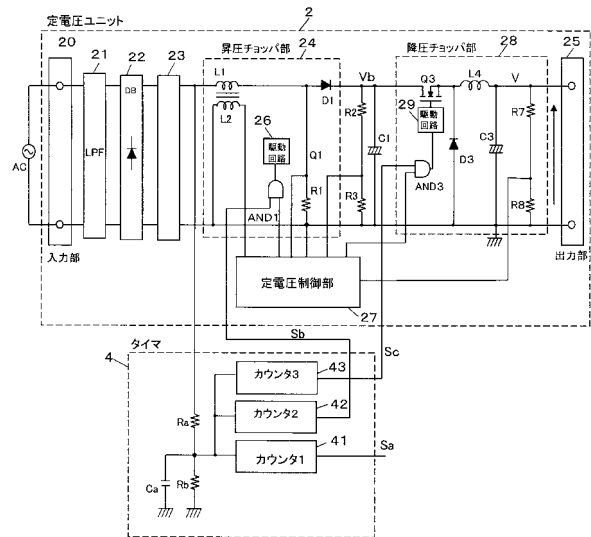 定電圧ユニット
2
20
21
22
23
昇圧チョッパ部
24
降圧チョッパ部
28
25
L1
L2
D1
Vb
Q3
L4
V
DB
LPF
AC
26
駆動
回路
29
駆動
回路
R2
C1
C3
R7
Q1
R1
AND1
R3
AND3
D3
R8
入力部
出力部
定電圧制御部
27
Sb
Sc
タイマ
4
カウンタ3
43
カウンタ2
42
カウンタ1
41
Sa
Ra
Ca
Rb